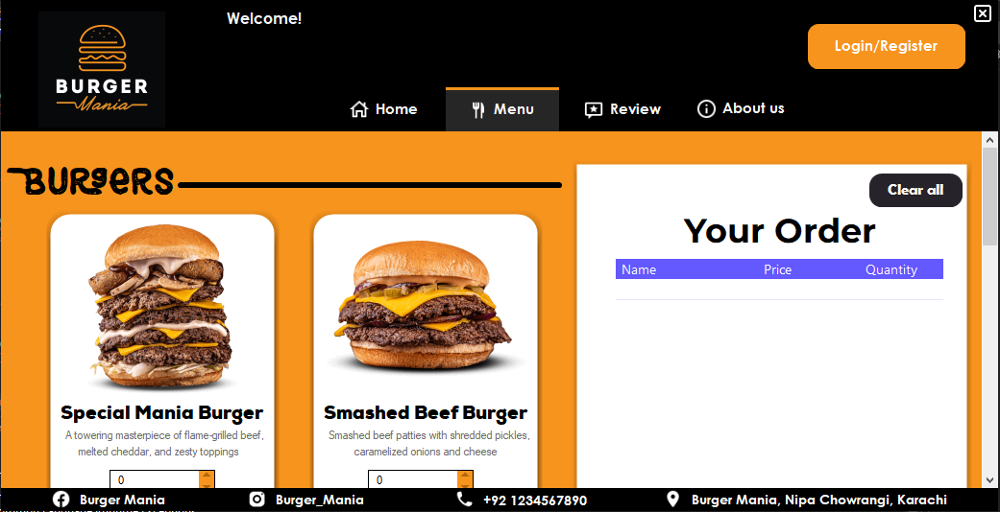 Welcome!
Login/Register
BURGER
Mania
Home
Menu
Review
About us
BURGERS
Clear all
Your Order
Name Price Quantity
Special Mania Burger
A towering masterpiece of flame-grilled beef,
melted cheddar, and zesty toppings
0
Smashed Beef Burger
Smashed beef patties with shredded pickles,
caramelized onions and cheese
0
Burger Mania
Burger_Mania
+92 1234567890
Burger Mania, Nipa Chowrangi, Karachi